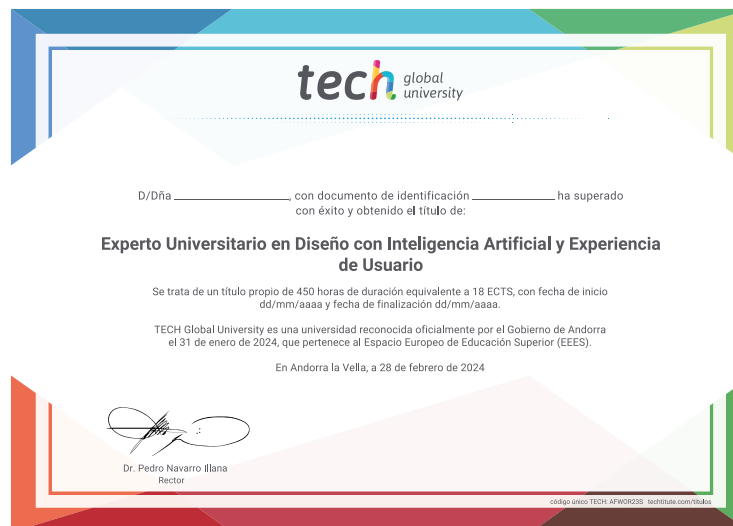 tech global university
D/Dña ________________, con documento de identificación ____________ ha superado
con éxito y obtenido el título de:
Experto Universitario en Diseño con Inteligencia Artificial y Experiencia
de Usuario
Se trata de un título propio de 450 horas de duración equivalente a 18 ECTS, con fecha de inicio
dd/mm/aaaa y fecha de finalización dd/mm/aaaa.
TECH Global University es una universidad reconocida oficialmente por el Gobierno de Andorra
el 31 de enero de 2024, que pertenece al Espacio Europeo de Educación Superior (EEES).
En Andorra la Vella, a 28 de febrero de 2024
Dr. Pedro Navarro Illana
Rector
código único TECH: AFWOR23S techtitute.com/titulos